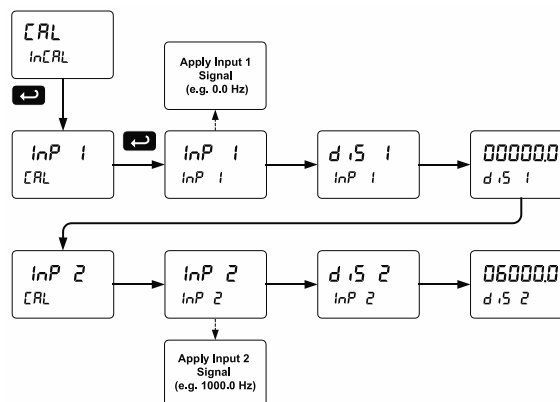 CAL
InCAL
Apply Input 1
Signal
(e.g. 0.0 Hz)
InP 1
CAL
InP 1
InP 1
diS 1
InP 1
00000.0
diS 1
InP 2
CAL
InP 2
InP 2
diS 2
InP 2
06000.0
diS 2
Apply Input 2
Signal
(e.g. 1000.0 Hz)